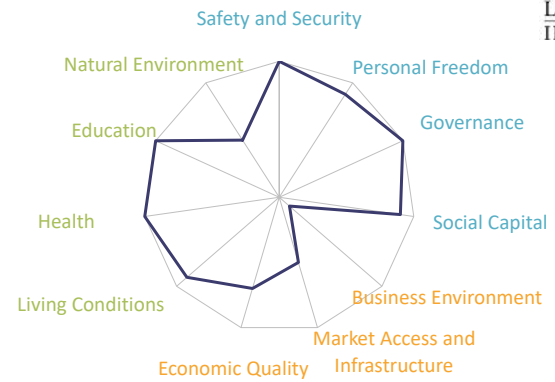 Safety and Security
Natural Environment
Personal Freedom
Education
Governance
Health
Social Capital
Living Conditions
Business Environment
Market Access and
Infrastructure
Economic Quality